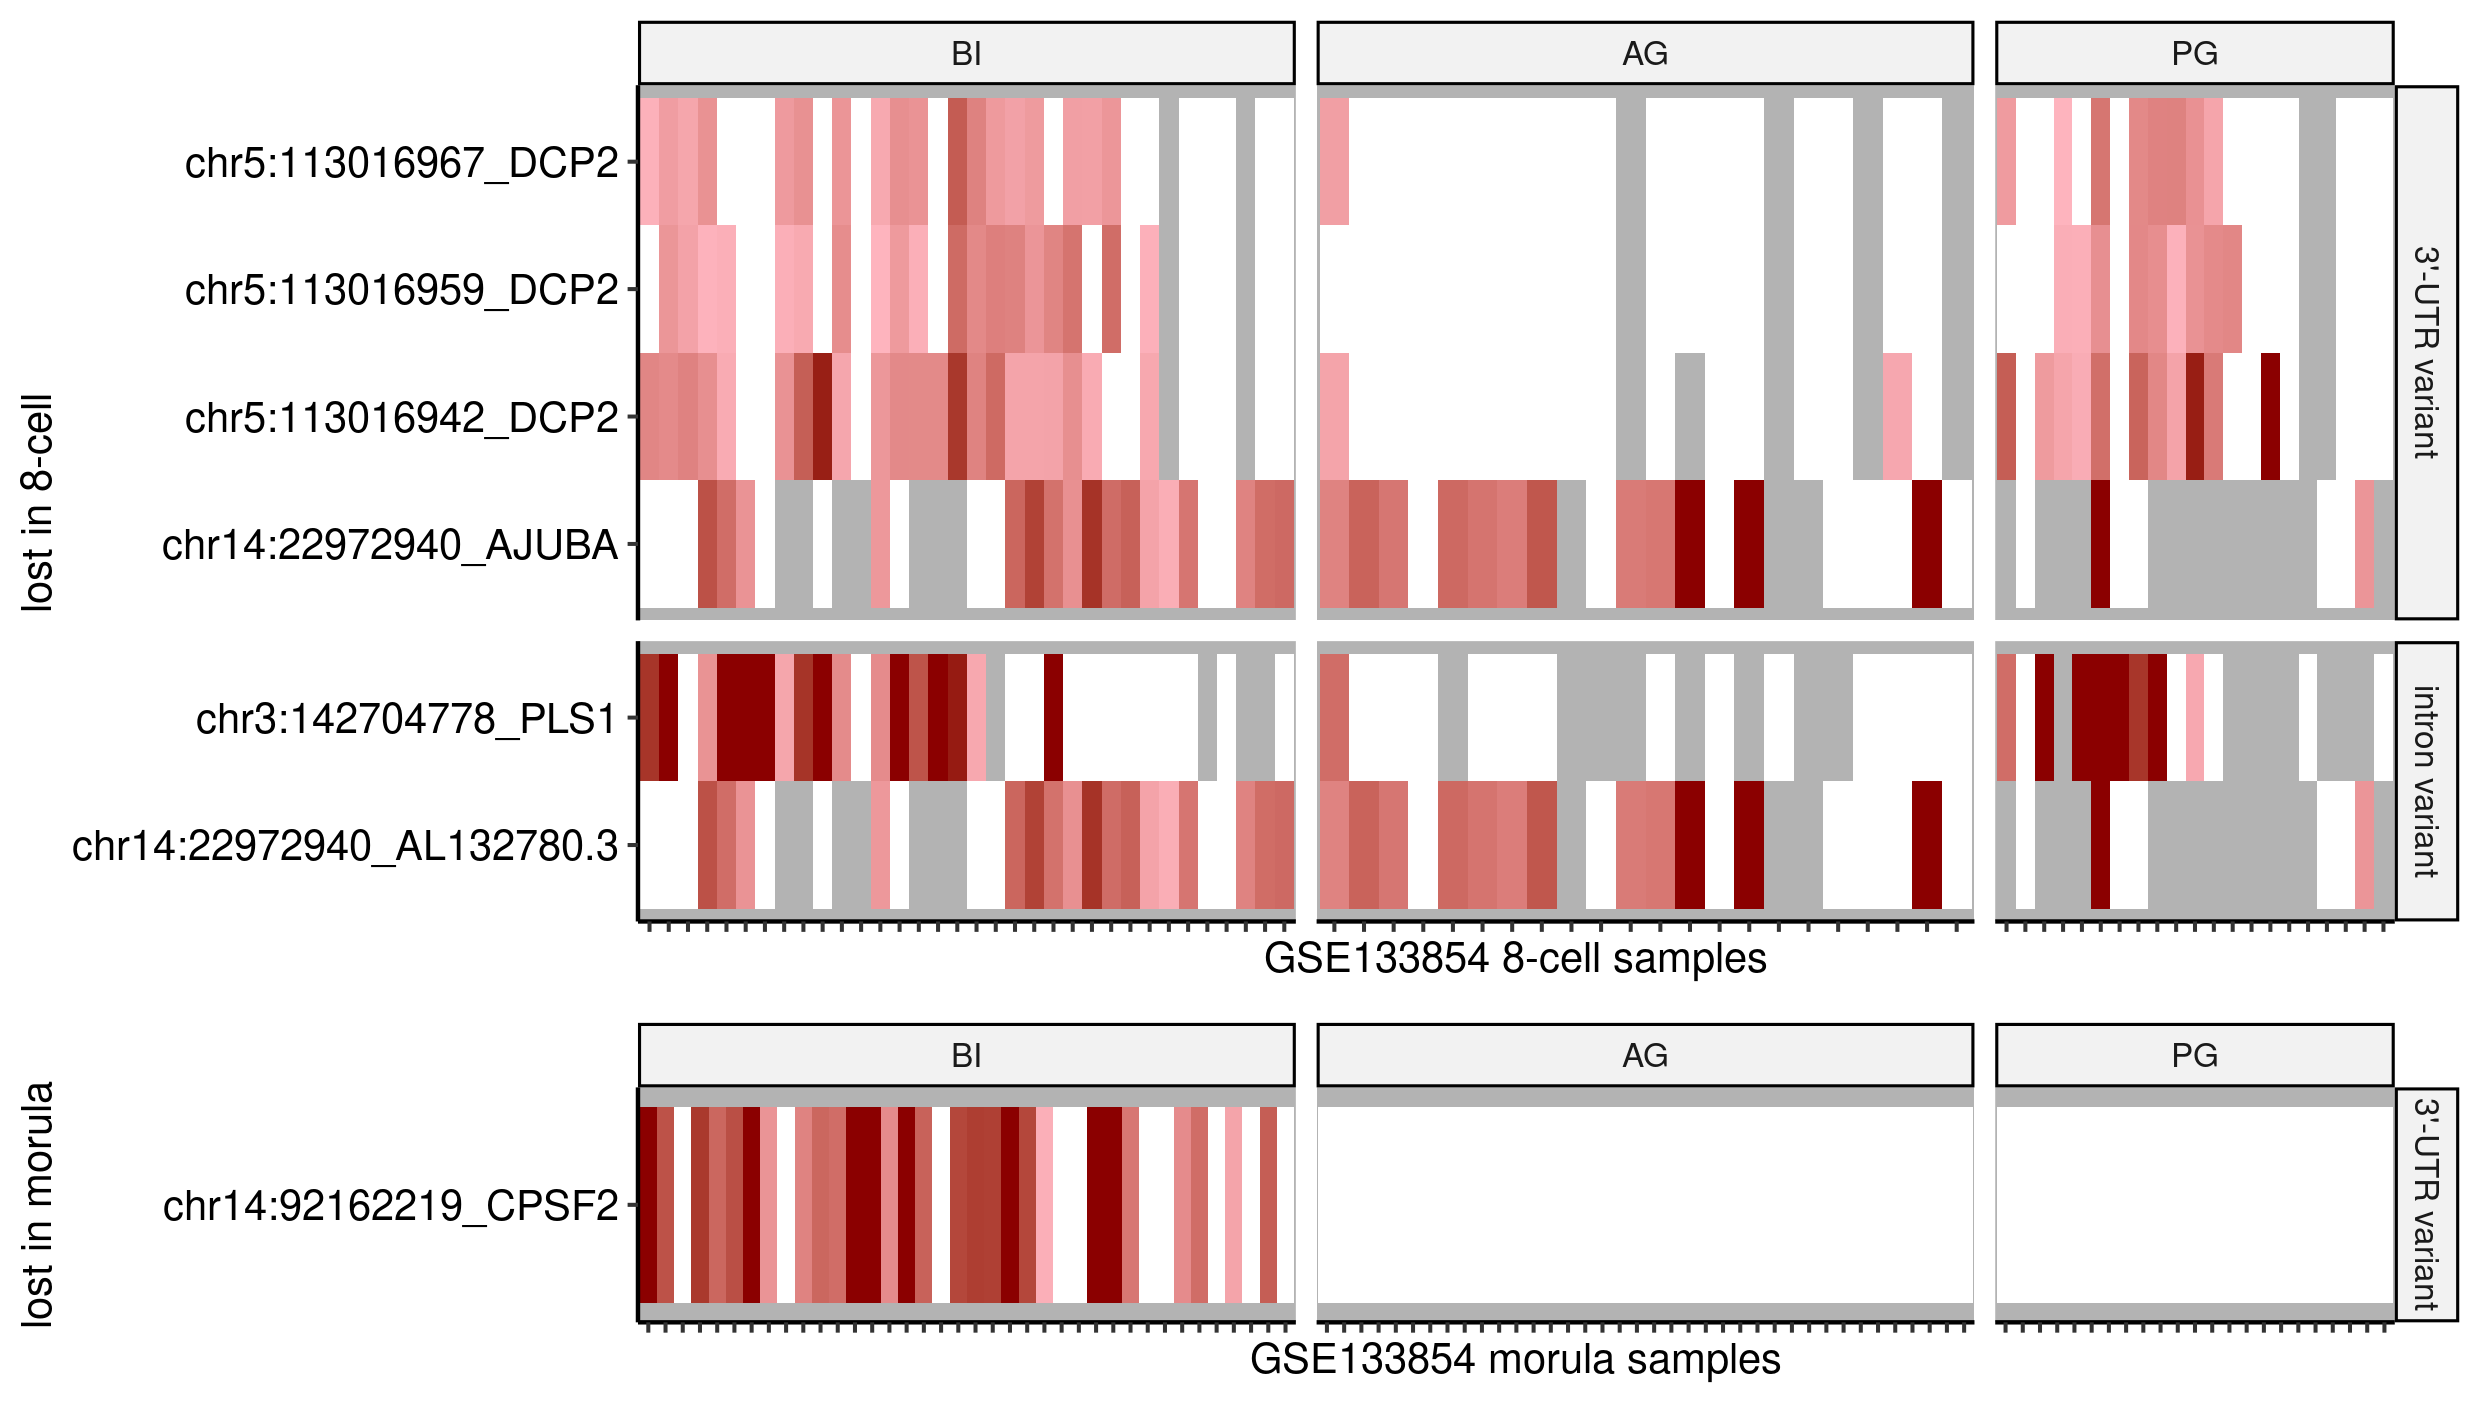 BI
AG
PG
lost in 8-cell
chr5:113016967_DCP2
chr5:113016959_DCP2
chr5:113016942_DCP2
chr14:22972940_AJUBA
3'-UTR variant
chr3:142704778_PLS1
chr14:22972940_AL132780.3
intron variant
GSE133854 8-cell samples
BI
AG
PG
lost in morula
chr14:92162219_CPSF2
3'-UTR variant
GSE133854 morula samples